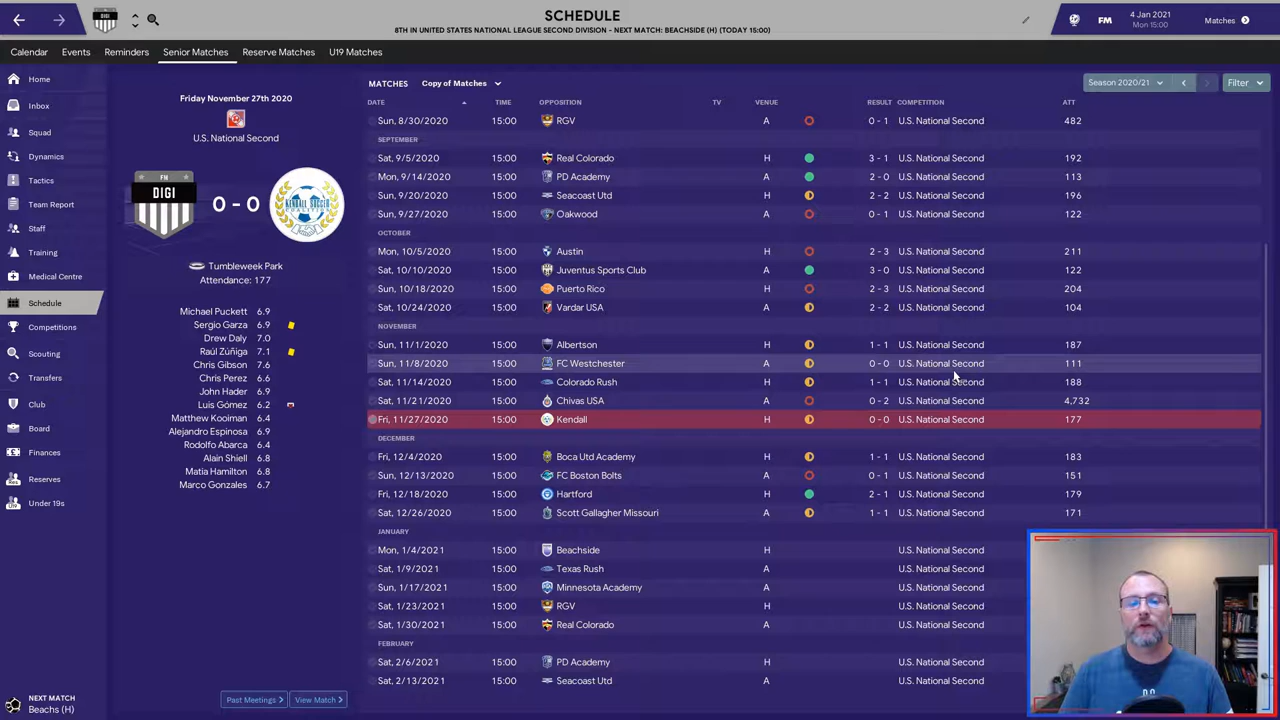 SCHEDULE
8TH IN UNITED STATES NATIONAL LEAGUE SECOND DIVISION - NEXT MATCH: BEACHSIDE (H) (TODAY 15:00)
DIGI
FM
4 Jan 2021
Mon 15:00
Matches
Calendar Events Reminders Senior Matches Reserve Matches U19 Matches
Home
Inbox
Squad
Dynamics
Tactics
Team Report
Staff
Training
Medical Centre
Schedule
Competitions
Scouting
Transfers
Club
Board
Finances
Reserves
Under 19s
NEXT MATCH
Beachs (H)
Friday November 27th 2020
U.S. National Second
FM
DIGI
0 - 0
KENDALL SOCCER
COALITION
Tumbleweek Park
Attendance: 177
Michael Puckett 6.9
Sergio Garza 6.9
Drew Daly 7.0
Raúl Zúñiga 7.1
Chris Gibson 7.6
Chris Perez 6.6
John Hader 6.9
Luis Gómez 6.2
Matthew Kooiman 6.4
Alejandro Espinosa 6.9
Rodolfo Abarca 6.4
Alain Shiell 6.8
Matia Hamilton 6.8
Marco Gonzales 6.7
Past Meetings View Match
MATCHES Copy of Matches Season 2020/21 Filter
DATE TIME OPPOSITION TV VENUE RESULT COMPETITION ATT
Sun, 8/30/2020 15:00 RGV A 0 - 1 U.S. National Second 482
SEPTEMBER
Sat, 9/5/2020 15:00 Real Colorado H 3 - 1 U.S. National Second 192
Mon, 9/14/2020 15:00 PD Academy A 2 - 0 U.S. National Second 113
Sun, 9/20/2020 15:00 Seacoast Utd H 2 - 2 U.S. National Second 196
Sun, 9/27/2020 15:00 Oakwood A 0 - 1 U.S. National Second 122
OCTOBER
Mon, 10/5/2020 15:00 Austin H 2 - 3 U.S. National Second 211
Sat, 10/10/2020 15:00 Juventus Sports Club A 3 - 0 U.S. National Second 122
Sun, 10/18/2020 15:00 Puerto Rico H 2 - 3 U.S. National Second 204
Sat, 10/24/2020 15:00 Vardar USA A 2 - 2 U.S. National Second 104
NOVEMBER
Sun, 11/1/2020 15:00 Albertson H 1 - 1 U.S. National Second 187
Sun, 11/8/2020 15:00 FC Westchester A 0 - 0 U.S. National Second 111
Sat, 11/14/2020 15:00 Colorado Rush H 1 - 1 U.S. National Second 188
Sat, 11/21/2020 15:00 Chivas USA A 0 - 2 U.S. National Second 4,732
Fri, 11/27/2020 15:00 Kendall H 0 - 0 U.S. National Second 177
DECEMBER
Fri, 12/4/2020 15:00 Boca Utd Academy H 1 - 1 U.S. National Second 183
Sun, 12/13/2020 15:00 FC Boston Bolts A 0 - 1 U.S. National Second 151
Fri, 12/18/2020 15:00 Hartford H 2 - 1 U.S. National Second 179
Sat, 12/26/2020 15:00 Scott Gallagher Missouri A 1 - 1 U.S. National Second 171
JANUARY
Mon, 1/4/2021 15:00 Beachside H U.S. National Second
Sat, 1/9/2021 15:00 Texas Rush A U.S. National Second
Sun, 1/17/2021 15:00 Minnesota Academy A U.S. National Second
Sat, 1/23/2021 15:00 RGV H U.S. National Second
Sat, 1/30/2021 15:00 Real Colorado A U.S. National Second
FEBRUARY
Sat, 2/6/2021 15:00 PD Academy H U.S. National Second
Sat, 2/13/2021 15:00 Seacoast Utd A U.S. National Second